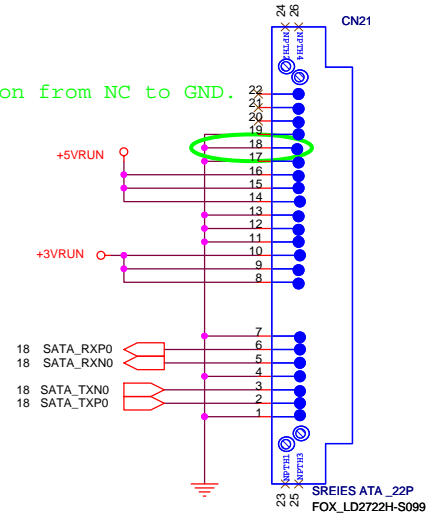 24 26
CN21
NPTH2 NPTH4
on from NC to GND.
22
21
20
19
18
17
+5VRUN
16
15
14
13
12
11
+3VRUN
10
9
8
7
18 SATA_RXP0 6
18 SATA_RXN0 5
4
18 SATA_TXN0 3
18 SATA_TXP0 2
1
NPTH1 NPTH3
23 25
SREIES ATA _22P
FOX_LD2722H-S099